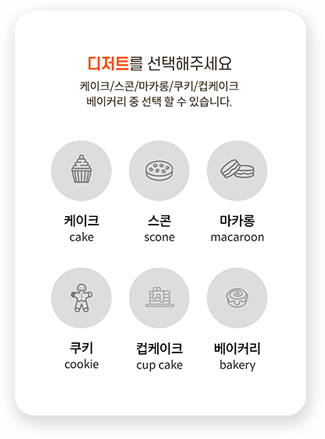 디저트를 선택해주세요
케이크/스콘/마카롱/쿠키/컵케이크
베이커리 중 선택 할 수 있습니다.
케이크
cake
스콘
scone
마카롱
macaroon
쿠키
cookie
컵케이크
cup cake
베이커리
bakery